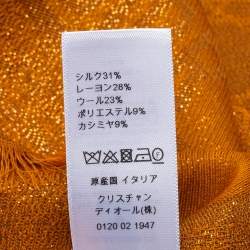 シルク31%
レーヨン28%
ウール23%
ポリエステル9%
カシミヤ9%
原産国 イタリア
クリスチャン
ディオール(株)
0120 02 1947